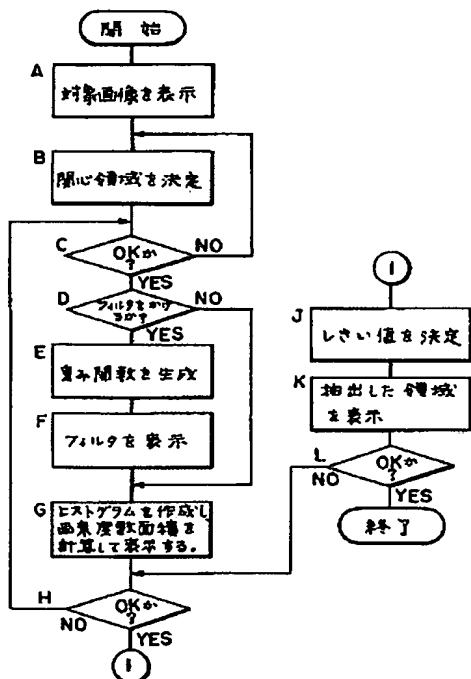 開始
A
対象画像を表示
B
関心領域を決定
C
OKか
?
NO
YES
D
フィルタをかけ
るか?
NO
YES
E
重み関数を生成
F
フィルタを表示
G
ヒストグラムを作成し
画素度数面積を
計算して表示する。
H
OKか
?
NO
YES
1
1
J
しきい値を決定
K
抽出した領域
を表示
L
OKか
?
NO
YES
終了